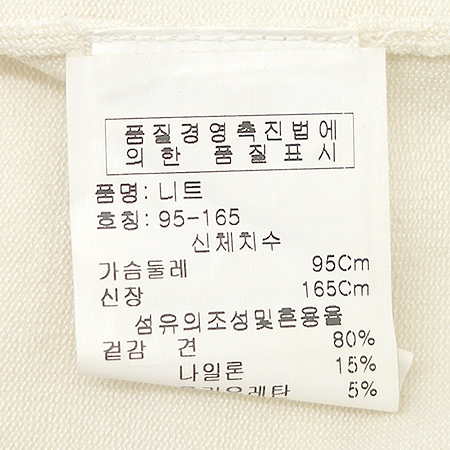 품질경영촉진법에
의한 품질표시
품명: 니트
호칭: 95-165
신체치수
가슴둘레 95Cm
신장 165Cm
섬유의조성및혼용율
겉감 견 80%
나일론 15%
5%